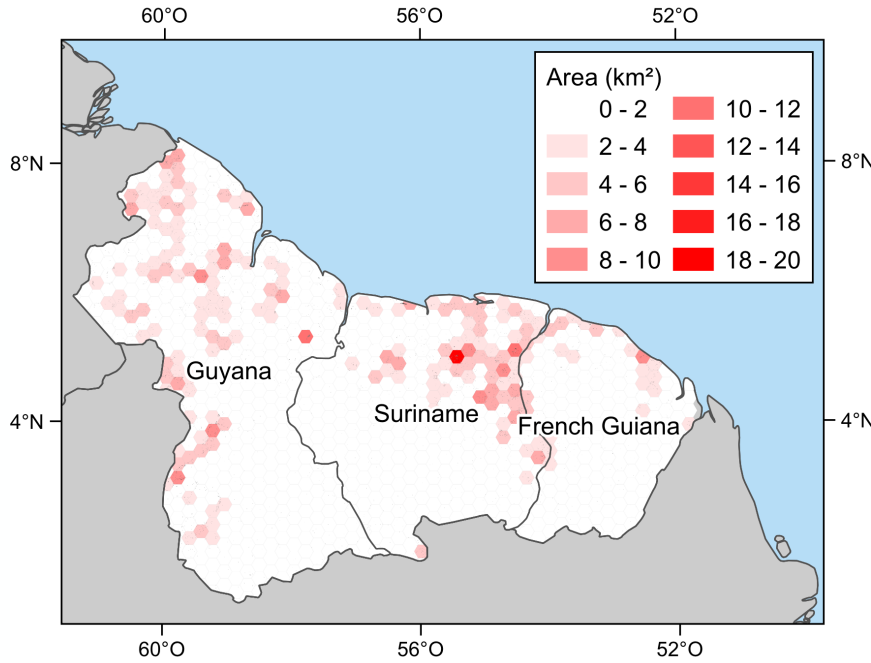 60°O 56°O 52°O
Area (km²)
0 - 2 10 - 12
2 - 4 12 - 14
4 - 6 14 - 16
6 - 8 16 - 18
8 - 10 18 - 20
8°N 8°N
Guyana
Suriname
French Guiana
4°N 4°N
60°O 56°O 52°O